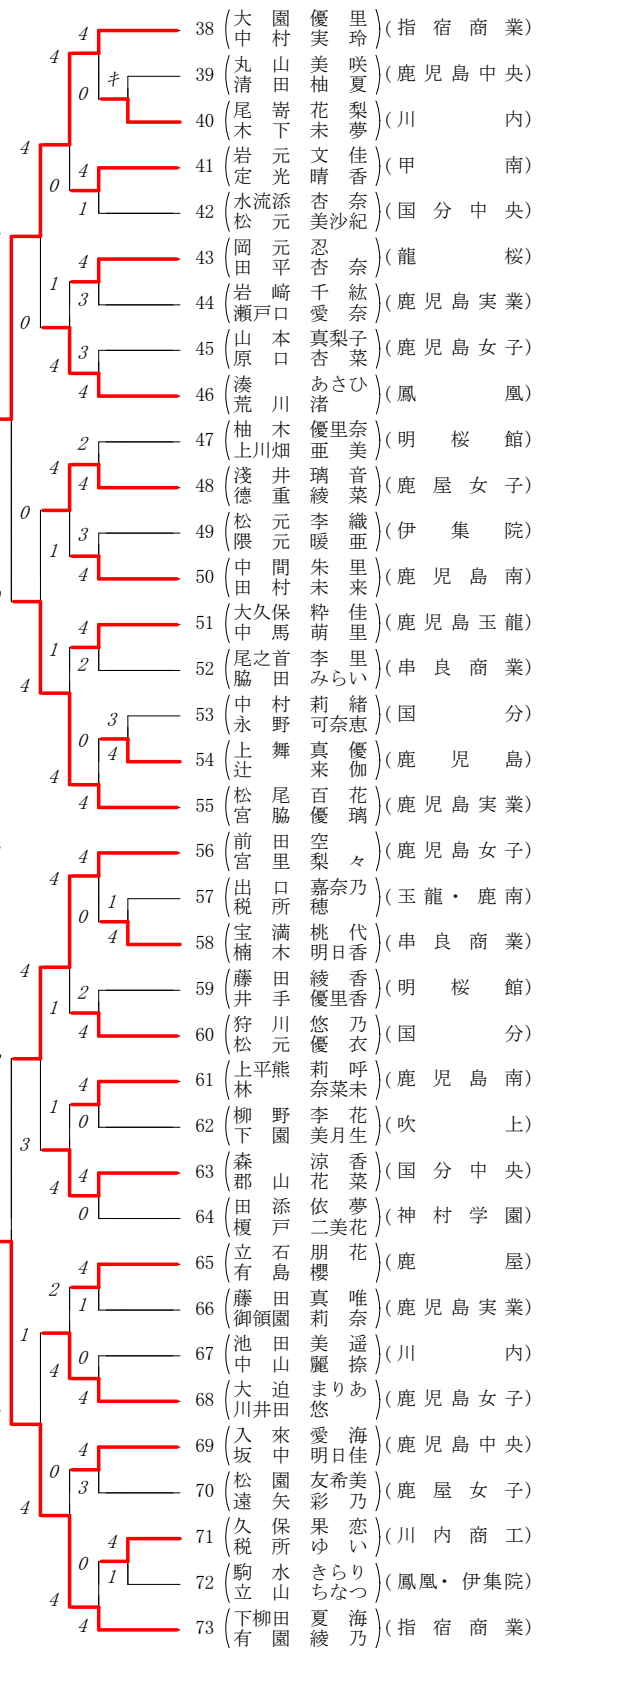 38 大園優里 中村実玲 (指宿商業)
39 丸山美咲 清田柚夏 (鹿児島中央)
40 尾嵜花梨 木下未夢 (川内)
41 岩元文佳 定光晴香 (甲南)
42 水流添杏奈 松元美沙紀 (国分中央)
43 岡元忍 田平杏奈 (龍桜)
44 岩﨑千紘 瀬戸口愛奈 (鹿児島実業)
45 山本真梨子 原口杏菜 (鹿児島女子)
46 湊あさひ 荒川渚 (鳳凰)
47 柚木優里奈 上川畑亜美 (明桜館)
48 淺井璃音 德重綾菜 (鹿屋女子)
49 松元李織 隈元暖亜 (伊集院)
50 中間朱里 田村未来 (鹿児島南)
51 大久保粋佳 中馬萌里 (鹿児島玉龍)
52 尾之首李里 脇田みらい (串良商業)
53 中村莉緒 永野可奈恵 (国分)
54 上舞真優 辻来伽 (鹿児島)
55 松尾百花 宮脇優璃 (鹿児島実業)
56 前田空 宮里梨々 (鹿児島女子)
57 出口嘉奈乃 税所穂 (玉龍・鹿南)
58 宝満桃代 楠木明日香 (串良商業)
59 藤田綾香 井手優里香 (明桜館)
60 狩川悠乃 松元優衣 (国分)
61 上平熊莉呼 林奈菜未 (鹿児島南)
62 柳野李花 下園美月生 (吹上)
63 森涼香 郡山花菜 (国分中央)
64 田添依夢 榎戸二美花 (神村学園)
65 立石朋花 有島櫻 (鹿屋)
66 藤田真唯 御領園莉奈 (鹿児島実業)
67 池田美遥 中山麗捺 (川内)
68 大迫まりあ 川井田悠 (鹿児島女子)
69 入來愛海 坂中明日佳 (鹿児島中央)
70 松園友希美 遠矢彩乃 (鹿屋女子)
71 久保果恋 税所ゆい (川内商工)
72 駒水きらり 立山ちなつ (鳳凰・伊集院)
73 下柳田夏海 有園綾乃 (指宿商業)